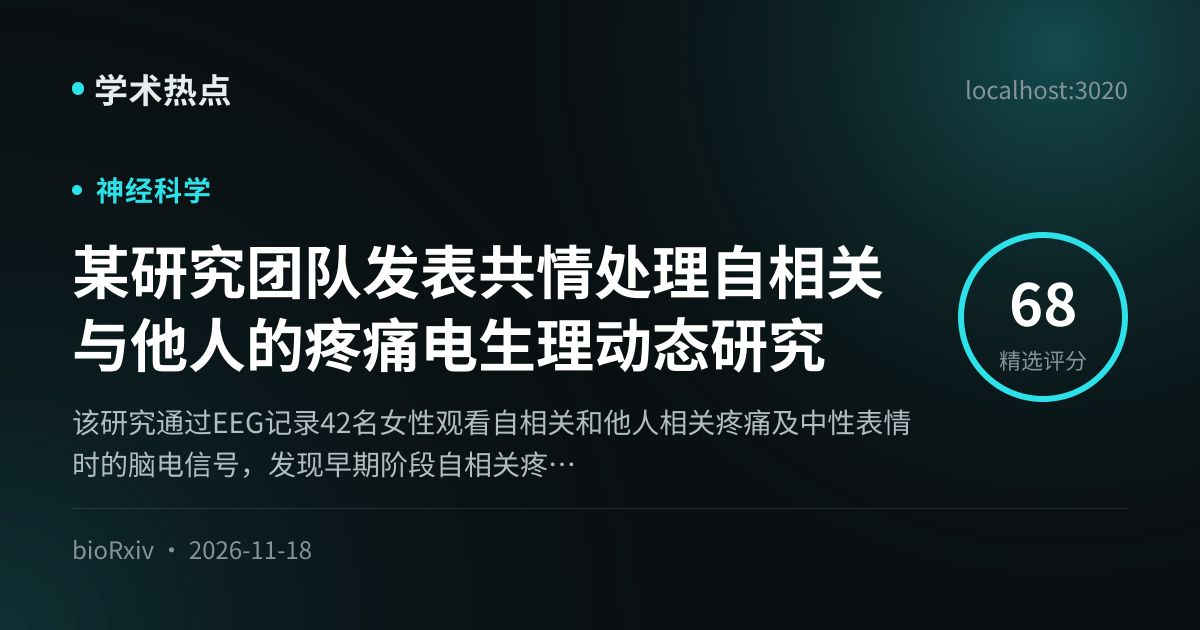 学术热点
localhost:3020
神经科学
某研究团队发表共情处理自相关
与他人的疼痛电生理动态研究
68
精选评分
该研究通过EEG记录42名女性观看自相关和他人相关疼痛及中性表情
时的脑电信号，发现早期阶段自相关疼…
bioRxiv · 2026-11-18